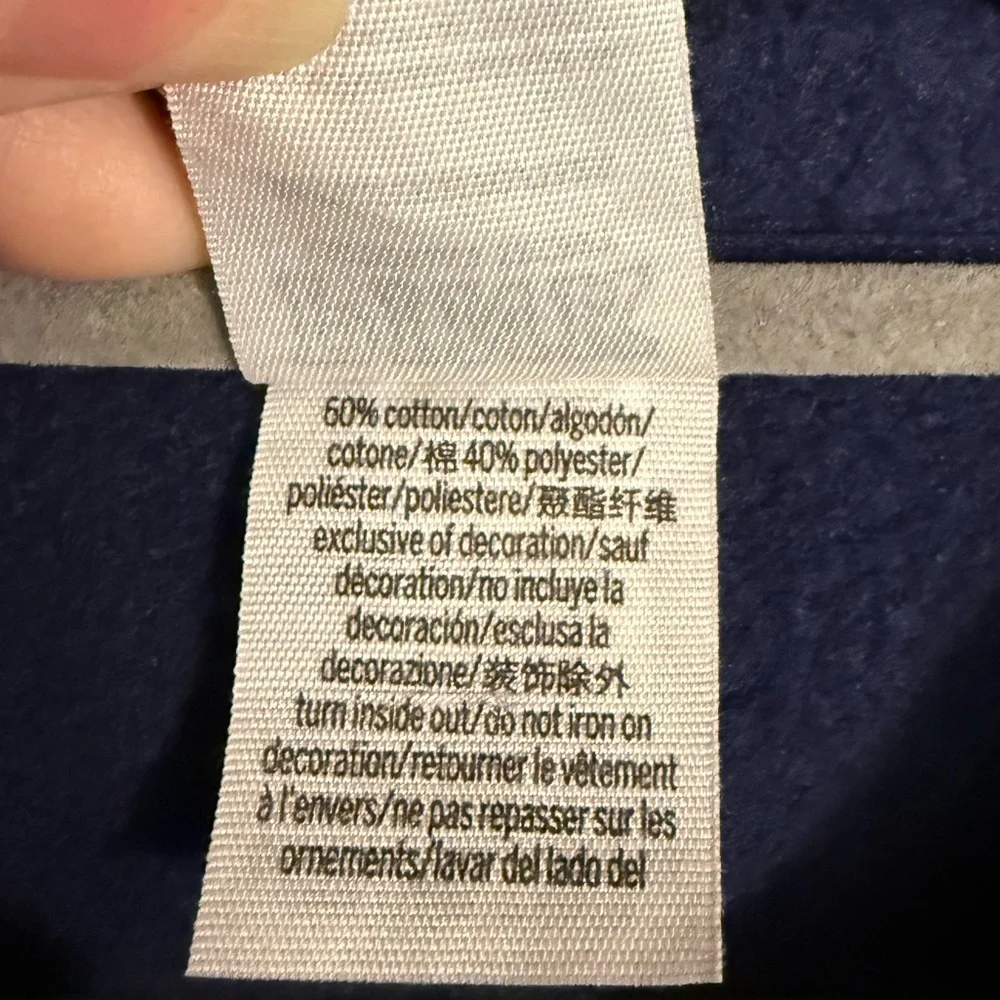 60% cotton/coton/algodón/
cotone/棉 40% polyester/
poliéster/poliestere/聚酯纤维
exclusive of decoration/sauf
décoration/no incluye la
decoración/esclusa la
decorazione/装饰除外
turn inside out/do not iron on
decoration/retourner le vêtement
à l'envers/ne pas repasser sur les
ornements/lavar del lado del